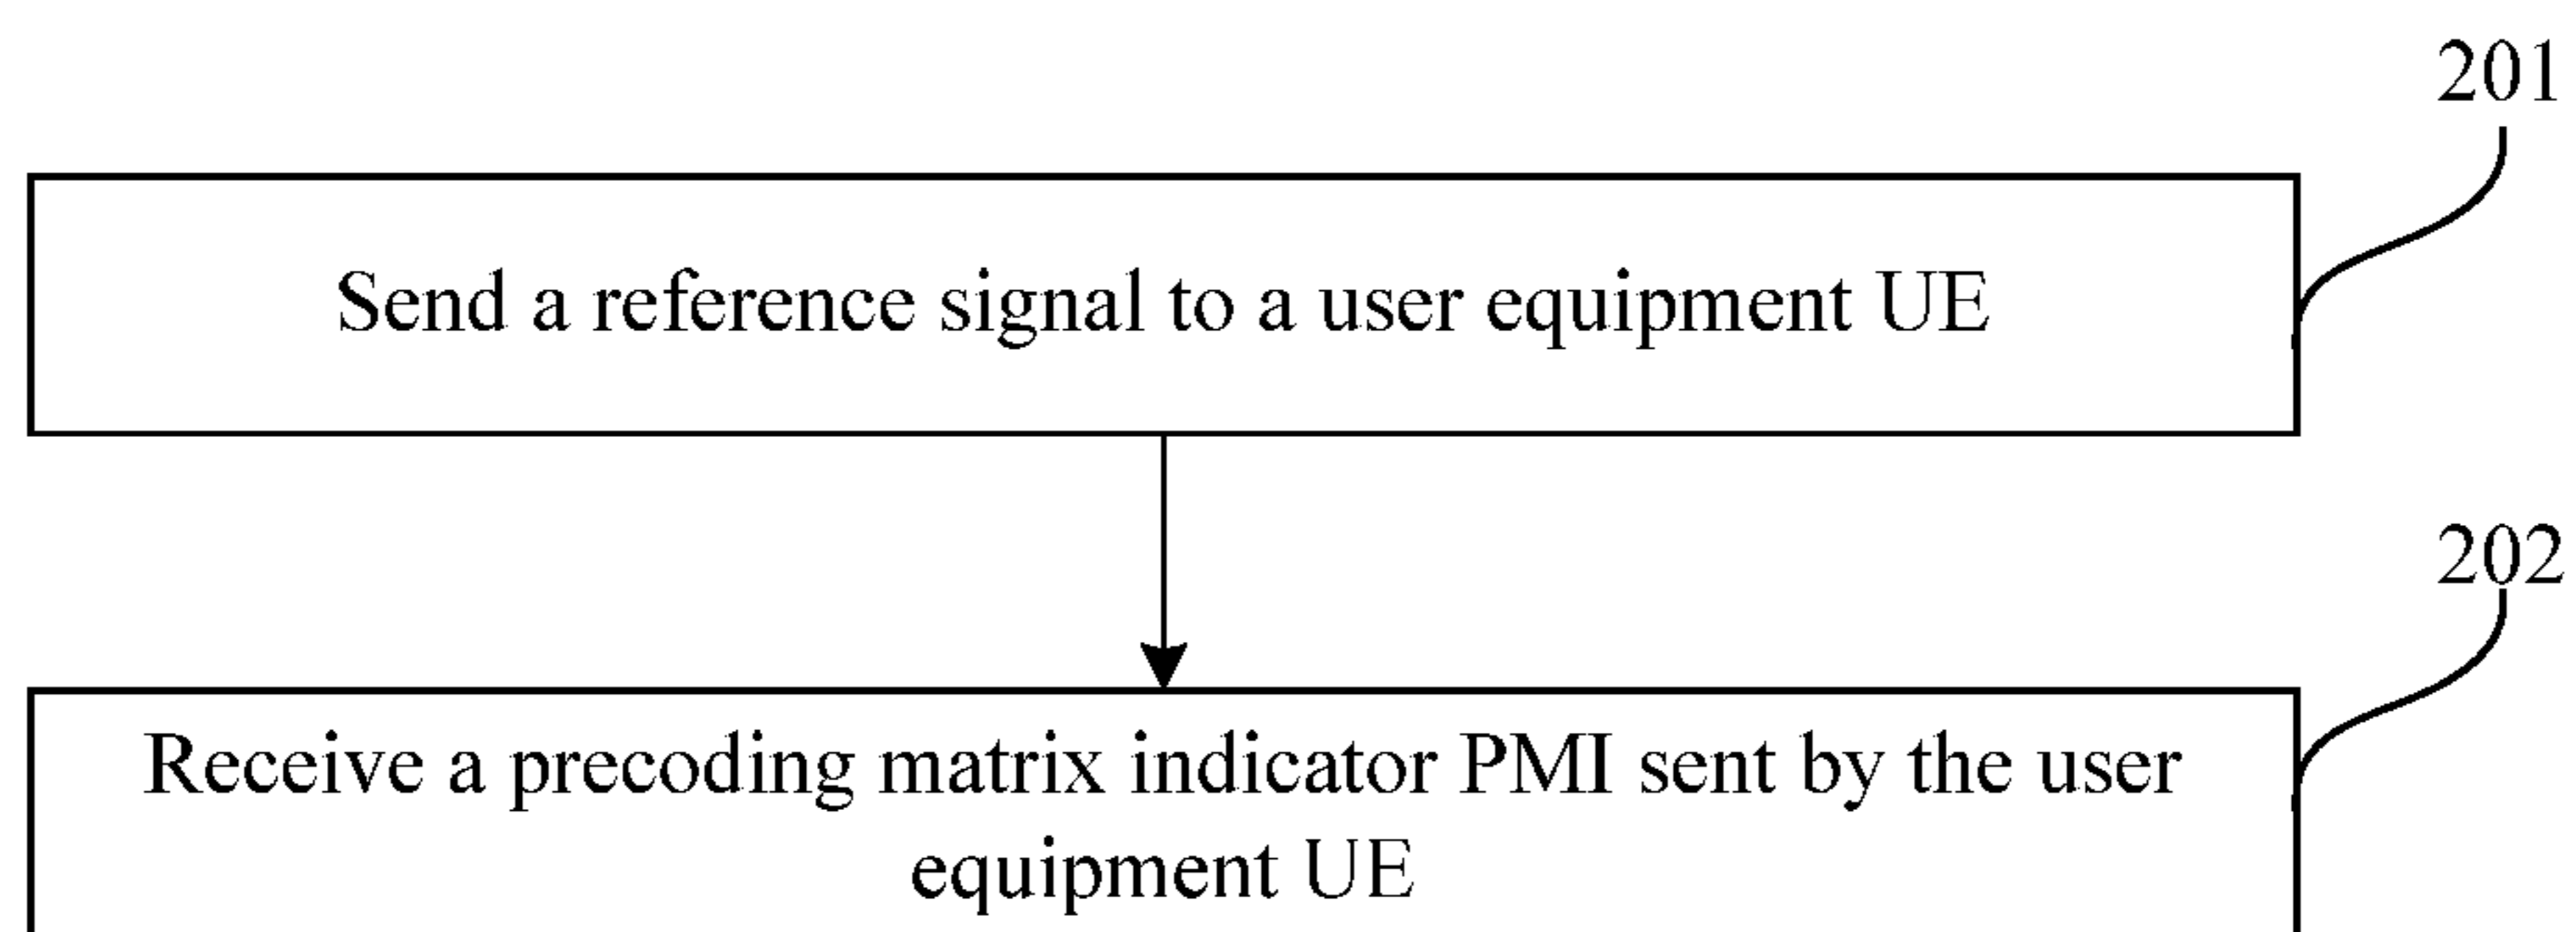 201
Send a reference signal to a user equipment UE
202
Receive a precoding matrix indicator PMI sent by the user
equipment UE